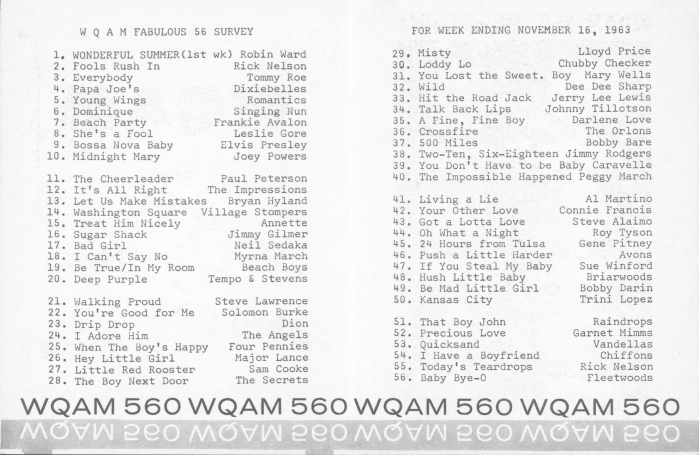 W Q A M FABULOUS 56 SURVEY
1. WONDERFUL SUMMER(1st wk) Robin Ward
2. Fools Rush In Rick Nelson
3. Everybody Tommy Roe
4. Papa Joe's Dixiebelles
5. Young Wings Romantics
6. Dominique Singing Nun
7. Beach Party Frankie Avalon
8. She's a Fool Leslie Gore
9. Bossa Nova Baby Elvis Presley
10. Midnight Mary Joey Powers
11. The Cheerleader Paul Peterson
12. It's All Right The Impressions
13. Let Us Make Mistakes Bryan Hyland
14. Washington Square Village Stompers
15. Treat Him Nicely Annette
16. Sugar Shack Jimmy Gilmer
17. Bad Girl Neil Sedaka
18. I Can't Say No Myrna March
19. Be True/In My Room Beach Boys
20. Deep Purple Tempo & Stevens
21. Walking Proud Steve Lawrence
22. You're Good for Me Solomon Burke
23. Drip Drop Dion
24. I Adore Him The Angels
25. When The Boy's Happy Four Pennies
26. Hey Little Girl Major Lance
27. Little Red Rooster Sam Cooke
28. The Boy Next Door The Secrets
FOR WEEK ENDING NOVEMBER 16, 1963
29. Misty Lloyd Price
30. Loddy Lo Chubby Checker
31. You Lost the Sweet. Boy Mary Wells
32. Wild Dee Dee Sharp
33. Hit the Road Jack Jerry Lee Lewis
34. Talk Back Lips Johnny Tillotson
35. A Fine, Fine Boy Darlene Love
36. Crossfire The Orlons
37. 500 Miles Bobby Bare
38. Two-Ten, Six-Eighteen Jimmy Rodgers
39. You Don't Have to be Baby Caravelle
40. The Impossible Happened Peggy March
41. Living a Lie Al Martino
42. Your Other Love Connie Francis
43. Got a Lotta Love Steve Alaimo
44. Oh What a Night Roy Tyson
45. 24 Hours from Tulsa Gene Pitney
46. Push a Little Harder Avons
47. If You Steal My Baby Sue Winford
48. Hush Little Baby Briarwoods
49. Be Mad Little Girl Bobby Darin
50. Kansas City Trini Lopez
51. That Boy John Raindrops
52. Precious Love Garnet Mimms
53. Quicksand Vandellas
54. I Have a Boyfriend Chiffons
55. Today's Teardrops Rick Nelson
56. Baby Bye-O Fleetwoods
WQAM 560 WQAM 560 WQAM 560 WQAM 560
WQAM 560 WQAM 560 WQAM 560 WQAM 560